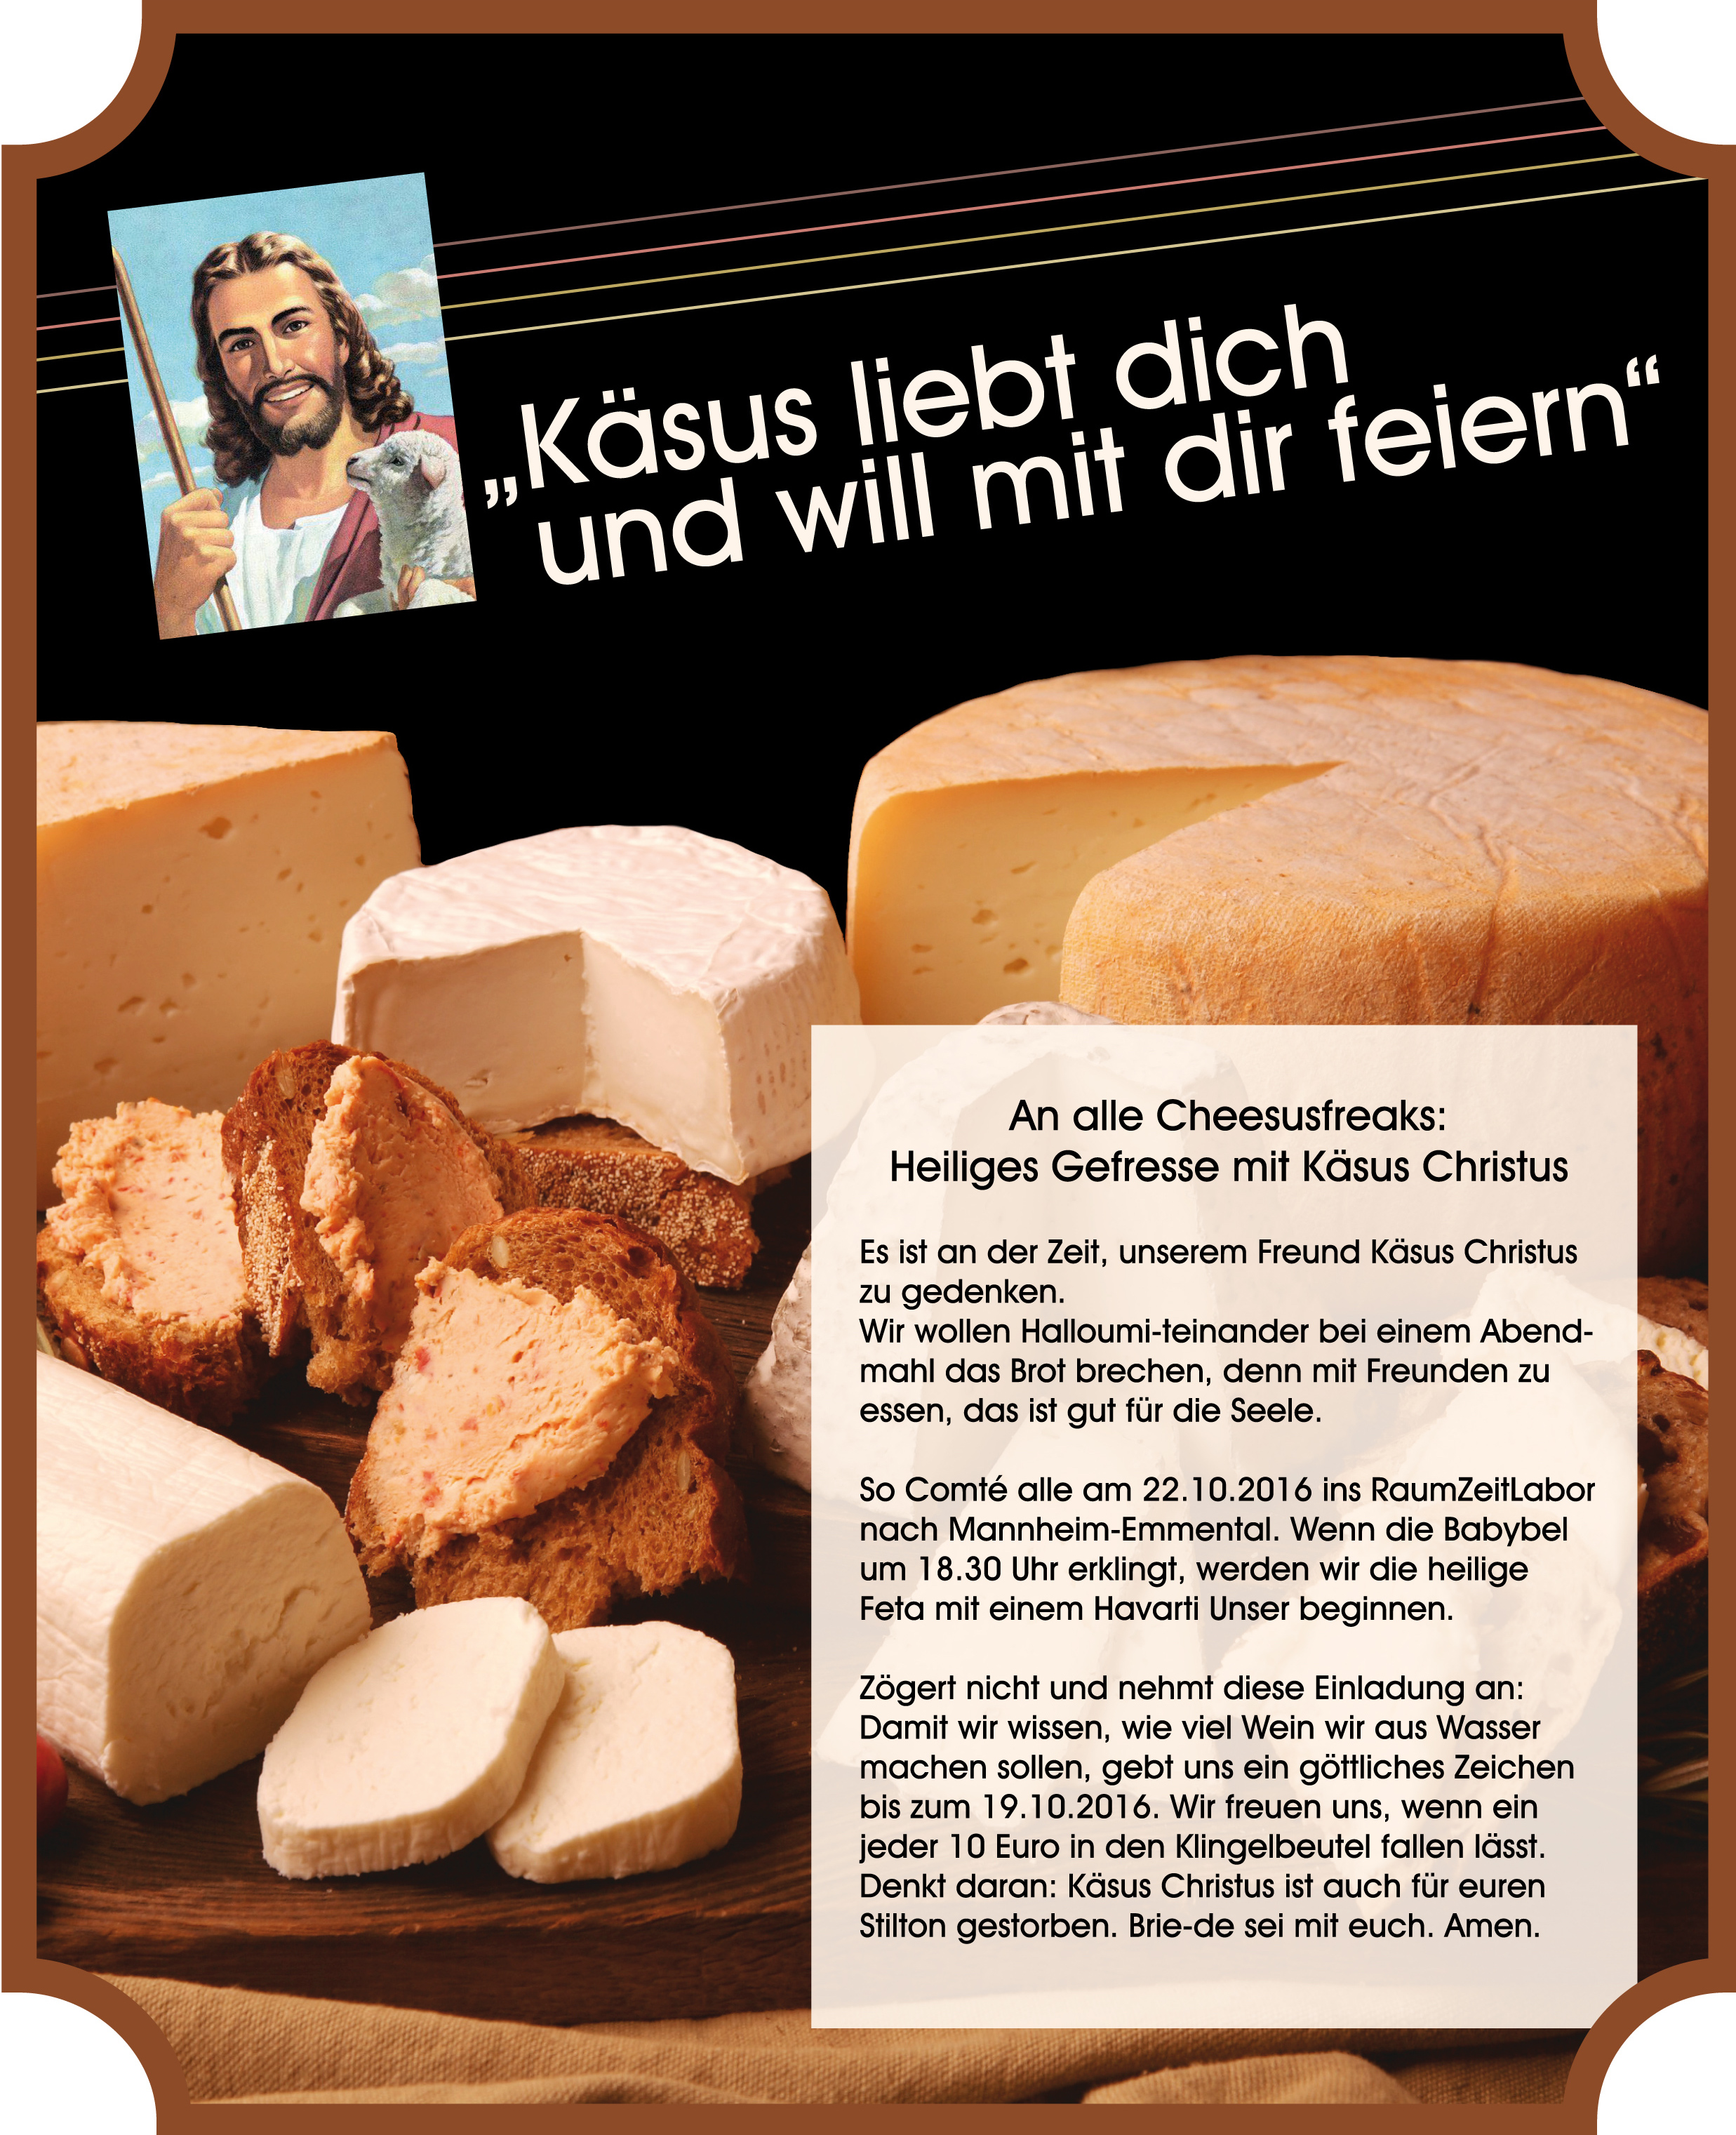 „Käsus liebt dich
und will mit dir feiern“
An alle Cheesusfreaks:
Heiliges Gefresse mit Käsus Christus
Es ist an der Zeit, unserem Freund Käsus Christus
zu gedenken.
Wir wollen Halloumi-teinander bei einem Abend-
mahl das Brot brechen, denn mit Freunden zu
essen, das ist gut für die Seele.
So Comté alle am 22.10.2016 ins RaumZeitLabor
nach Mannheim-Emmental. Wenn die Babybel
um 18.30 Uhr erklingt, werden wir die heilige
Feta mit einem Havarti Unser beginnen.
Zögert nicht und nehmt diese Einladung an:
Damit wir wissen, wie viel Wein wir aus Wasser
machen sollen, gebt uns ein göttliches Zeichen
bis zum 19.10.2016. Wir freuen uns, wenn ein
jeder 10 Euro in den Klingelbeutel fallen lässt.
Denkt daran: Käsus Christus ist auch für euren
Stilton gestorben. Brie-de sei mit euch. Amen.